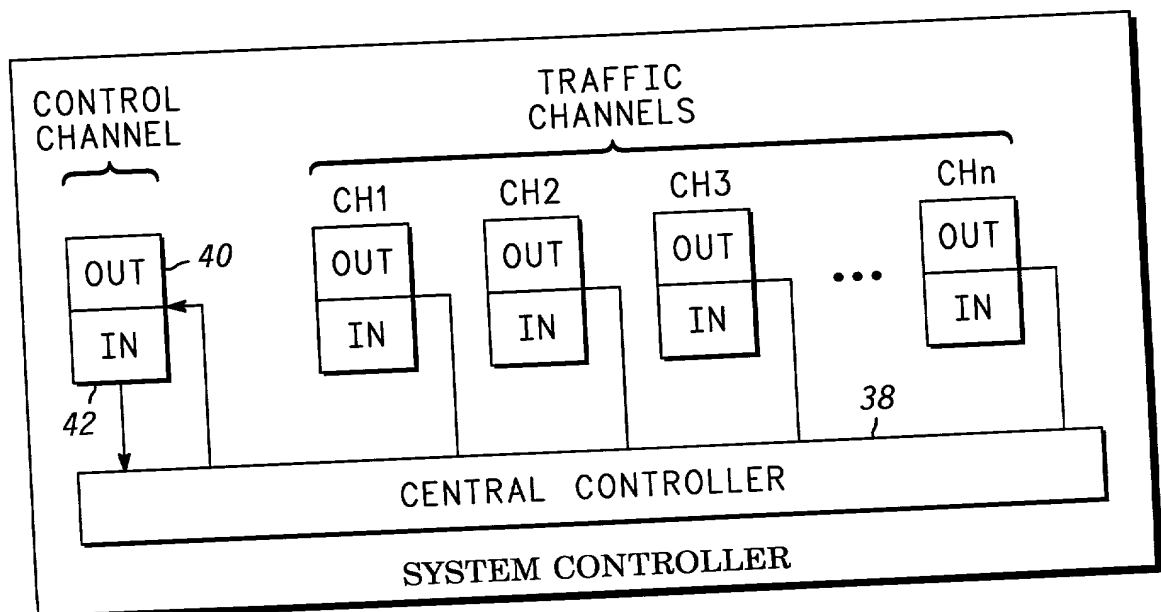 CONTROL
CHANNEL
TRAFFIC
CHANNELS
CH1
CH2
CH3
CHn
OUT
40
OUT
OUT
OUT
•••
OUT
IN
IN
IN
IN
IN
42
38
CENTRAL CONTROLLER
SYSTEM CONTROLLER